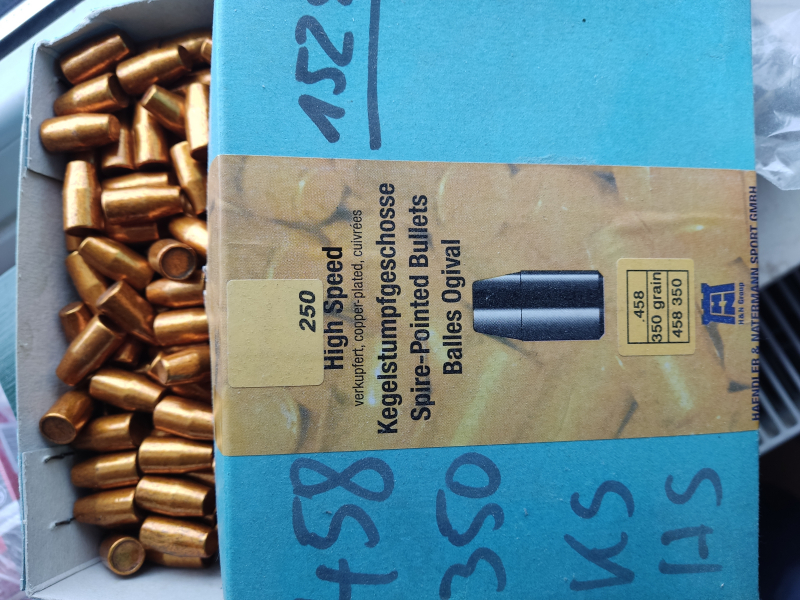 250
High Speed
verkupfert, copper-plated, cuivrées
Kegelstumpfgeschosse
Spire-Pointed Bullets
Balles Ogival
.458
350 grain
458 350
H&N Group
HAENDLER & NATERMANN SPORT GMBH
458
350
KS
HS